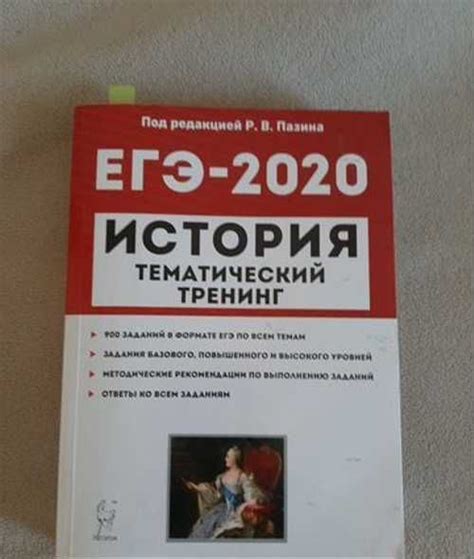 Под редакцией Р. В. Пазина
ЕГЭ-2020
ИСТОРИЯ
ТЕМАТИЧЕСКИЙ
ТРЕНИНГ
900 ЗАДАНИЙ В ФОРМАТЕ ЕГЭ ПО ВСЕМ ТЕМАМ
ЗАДАНИЯ БАЗОВОГО, ПОВЫШЕННОГО И ВЫСОКОГО УРОВНЕЙ
МЕТОДИЧЕСКИЕ РЕКОМЕНДАЦИИ ПО ВЫПОЛНЕНИЮ ЗАДАНИЙ
ОТВЕТЫ КО ВСЕМ ЗАДАНИЯМ
ЛЕГИОН